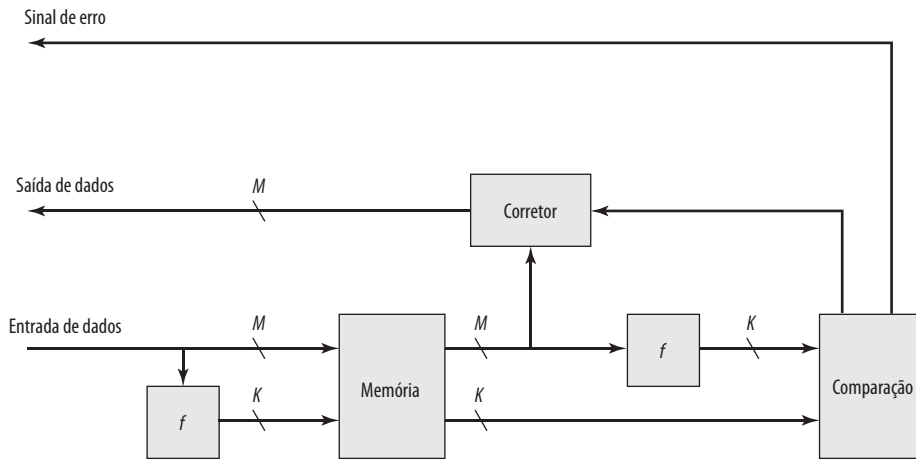 Sinal de erro
Saída de dados
M
Corretor
Entrada de dados
M
M
K
f
Memória
Comparação
K
K
f